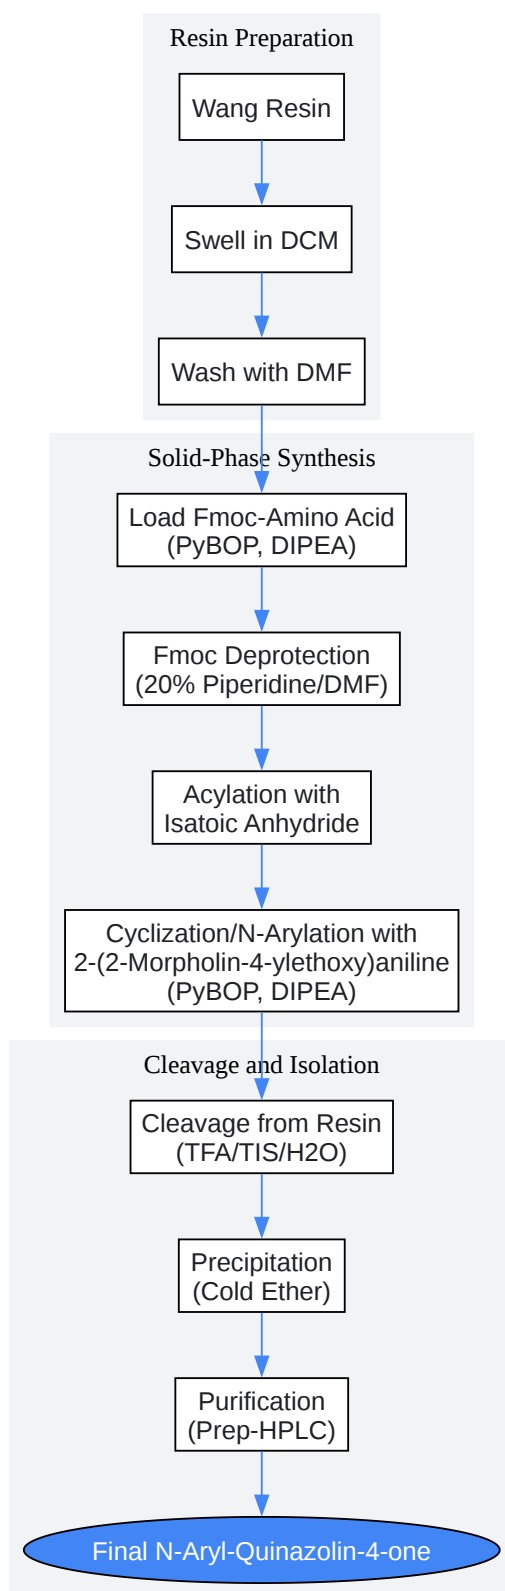 Resin Preparation
Wang Resin
Swell in DCM
Wash with DMF
Solid-Phase Synthesis
Load Fmoc-Amino Acid
(PyBOP, DIPEA)
Fmoc Deprotection
(20% Piperidine/DMF)
Acylation with
Isatoic Anhydride
Cyclization/N-Arylation with
2-(2-Morpholin-4-ylethoxy)aniline
(PyBOP, DIPEA)
Cleavage and Isolation
Cleavage from Resin
(TFA/TIS/H2O)
Precipitation
(Cold Ether)
Purification
(Prep-HPLC)
Final N-Aryl-Quinazolin-4-one